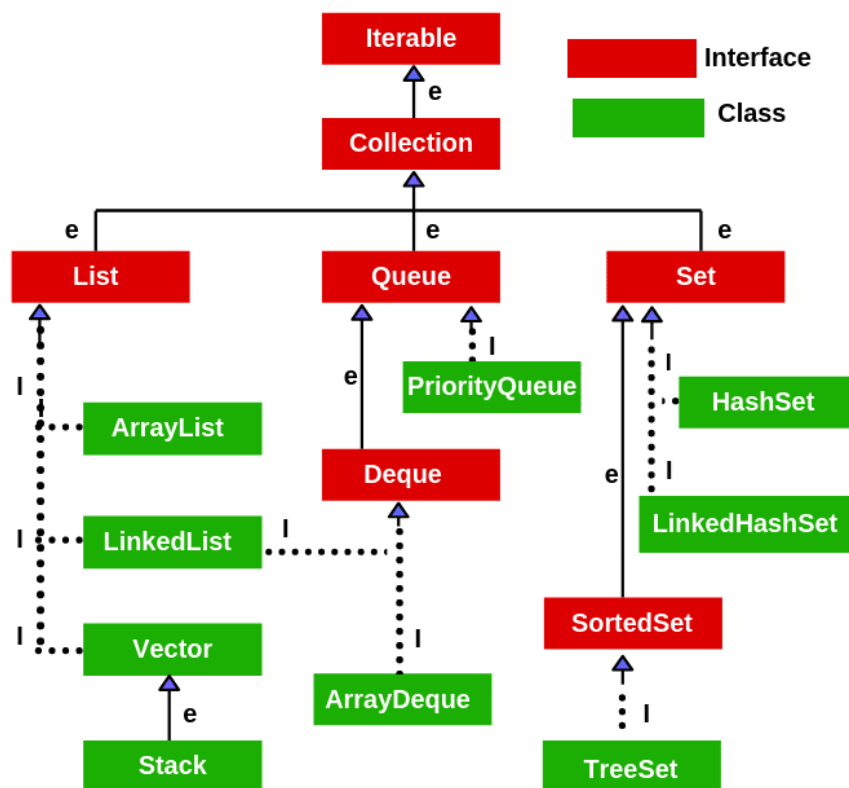 Iterable
Interface
e
Class
Collection
e
e
e
List
Queue
Set
I
I
e
I
PriorityQueue
HashSet
ArrayList
Deque
e
I
LinkedHashSet
I
LinkedList
I
SortedSet
I
Vector
I
ArrayDeque
e
I
Stack
TreeSet